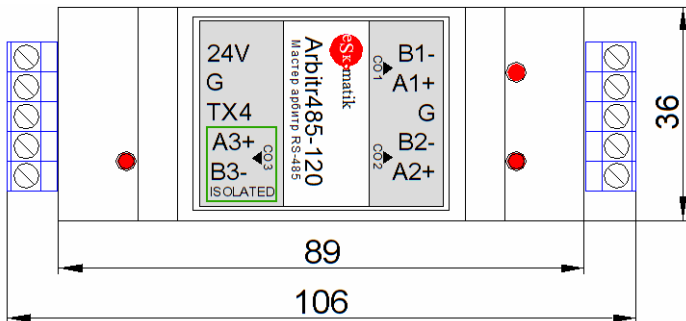 24V
G
TX4
A3+
B3-
CO3
ISOLATED
Arbitr485-120
Мастер арбитр RS-485
eSK·matik
B1-
A1+
CO1
G
B2-
A2+
CO2
36
89
106